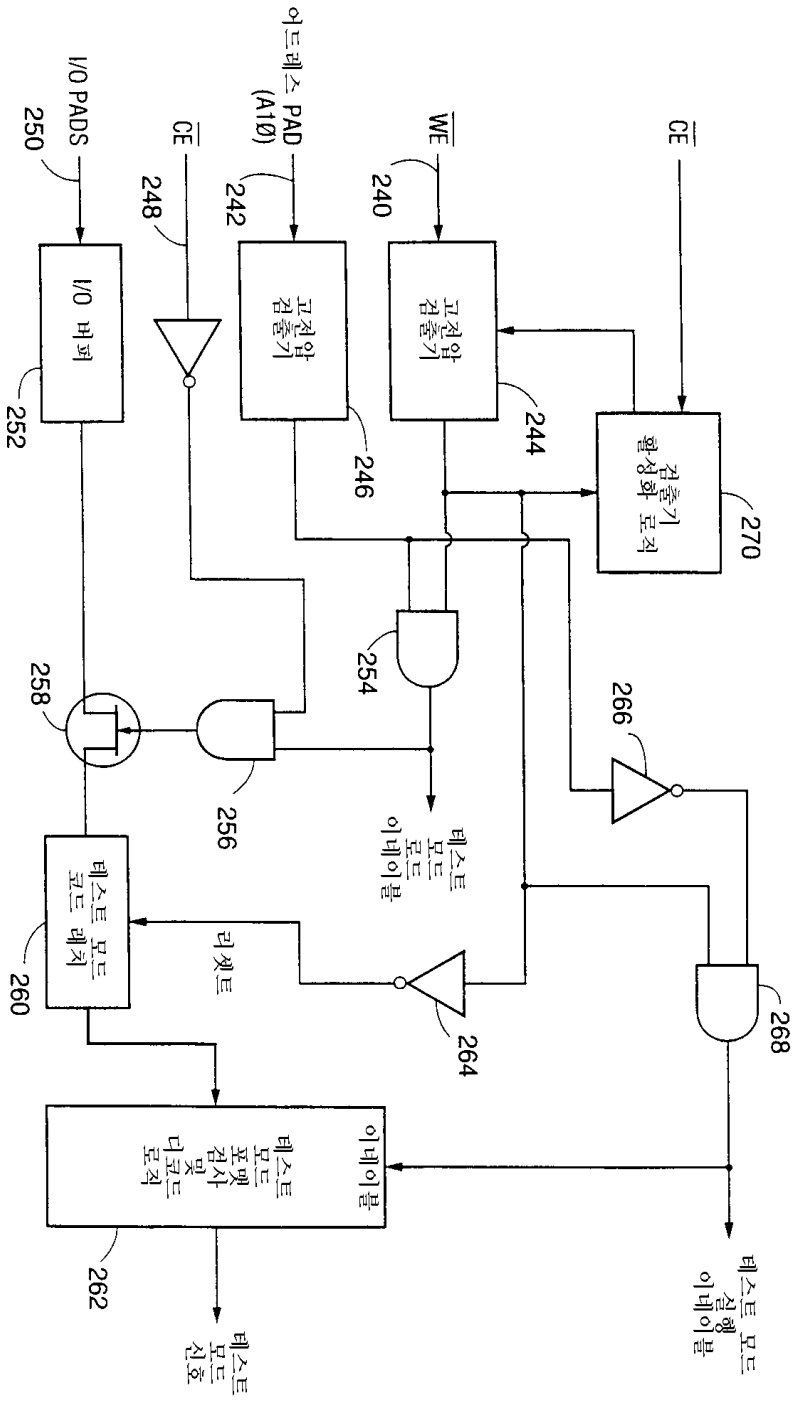 C̅E̅
검출기
활성화 로직
270
266
268
테스트 모드
실행
이네이블
W̅E̅
240
고전압
검출기
244
254
테스트
모드
로드
이네이블
264
어드레스 PAD
(A1Ø)
242
고전압
검출기
246
C̅E̅
248
256
리셋트
이네이블
테스트
모드
포맷
검사
및
디코드
로직
262
테스트
모드
신호
I/O PADS
250
I/O 버퍼
252
258
테스트 모드
코드 래치
260